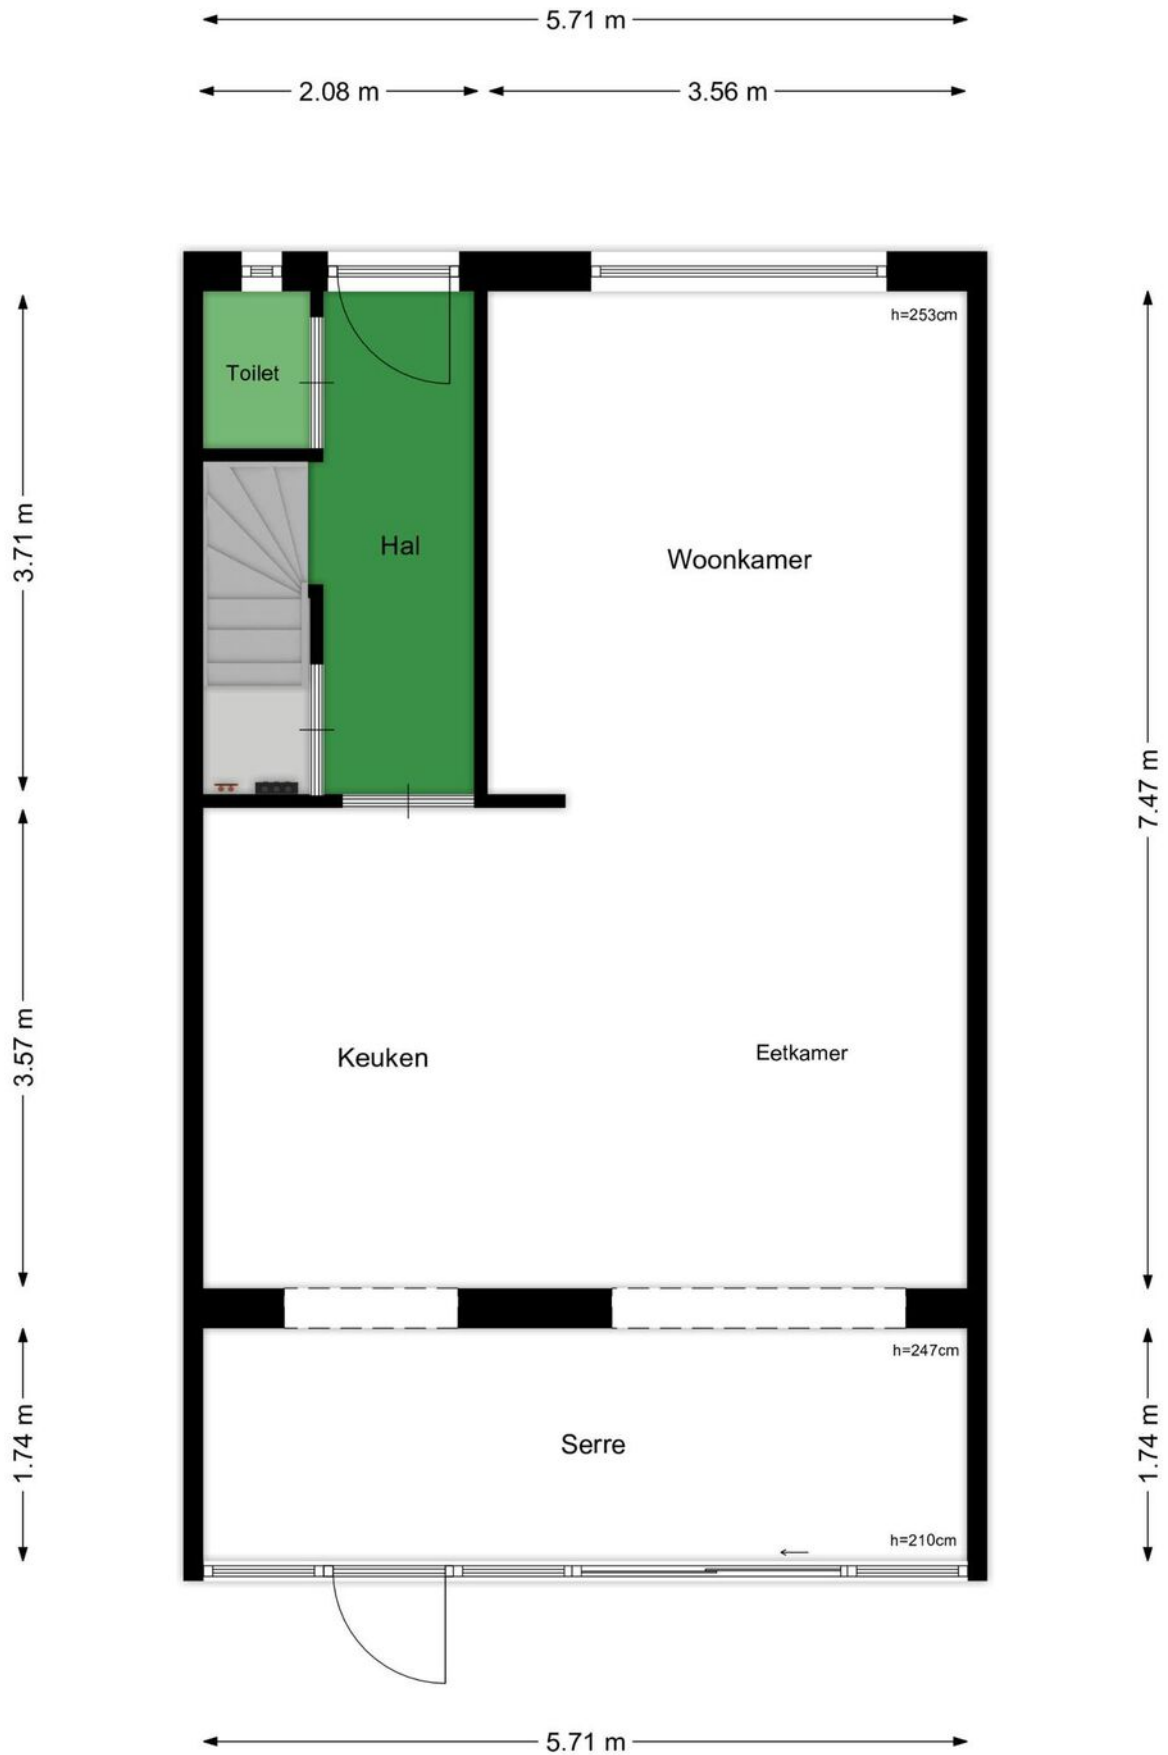 5.71 m
2.08 m
3.56 m
h=253cm
Toilet
Hal
Woonkamer
3.71 m
7.47 m
3.57 m
Keuken
Eetkamer
h=247cm
1.74 m
1.74 m
Serre
h=210cm
5.71 m